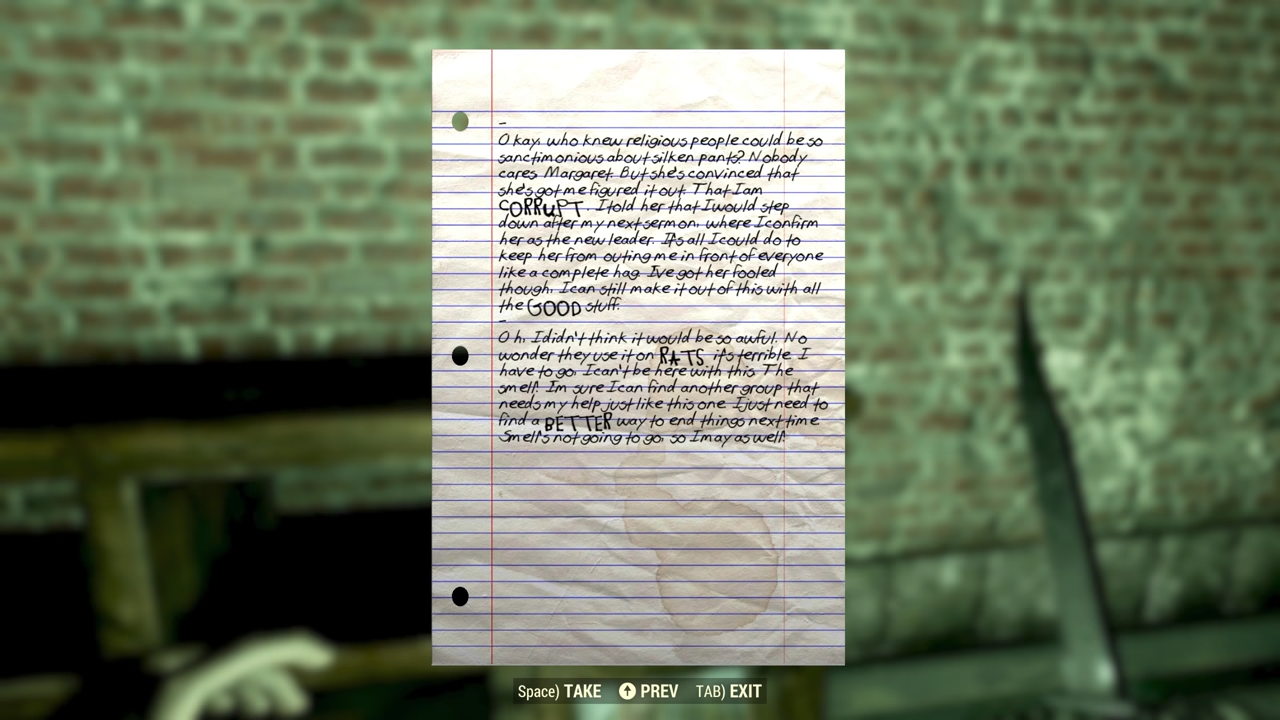 -
Okay, who knew religious people could be so
sanctimonious about silken pants? Nobody
cares, Margaret. But she's convinced that
she's got me figured it out. That I am
CORRUPT. I told her that I would step
down after my next sermon, where I confirm
her as the new leader. It's all I could do to
keep her from outing me in front of everyone
like a complete hag. I've got her fooled
though. I can still make it out of this with all
the GOOD stuff.
-
Oh, I didn't think it would be so awful. No
wonder they use it on RATS, it's terrible. I
have to go, I can't be here with this. The
smell! Im sure I can find another group that
needs my help just like this one. I just need to
find a BETTER way to end things next time.
Smell's not going to go, so I may as well!
Space) TAKE PREV TAB) EXIT